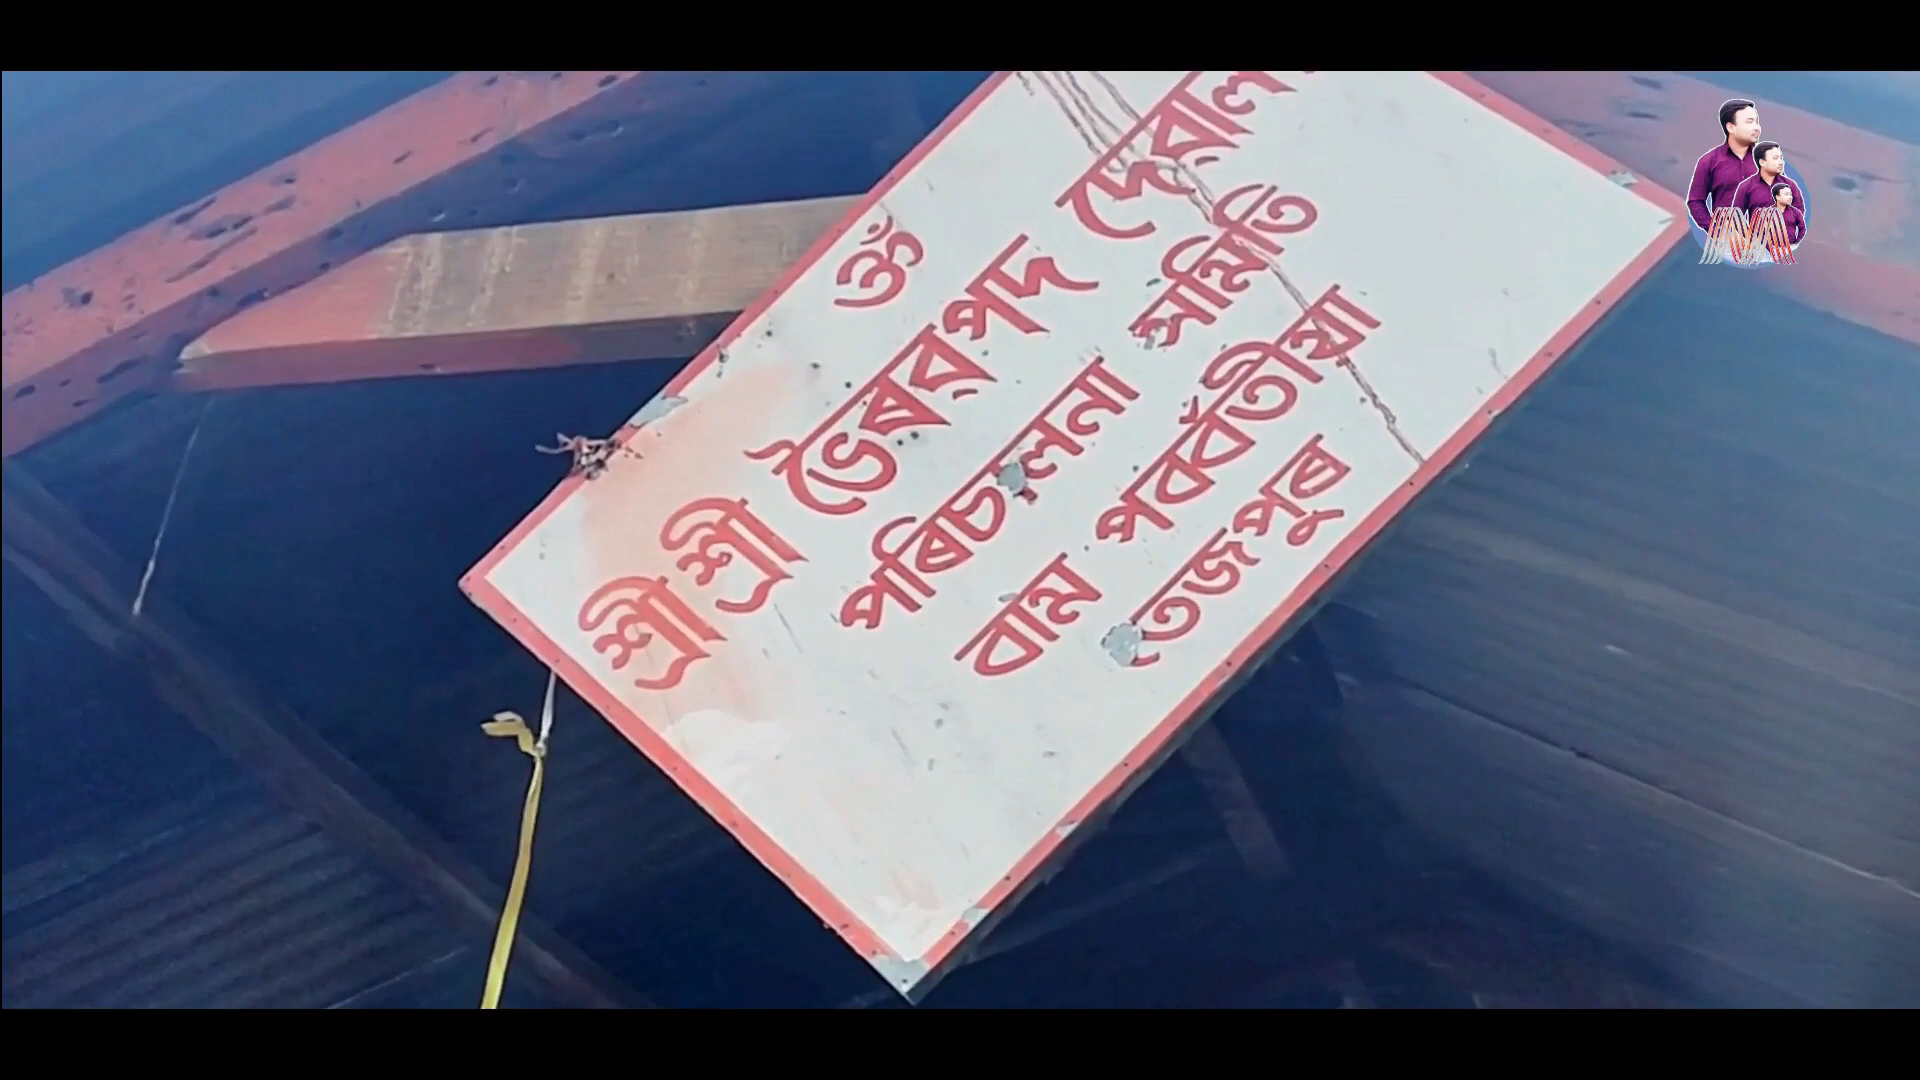 ওঁ
শ্ৰীশ্ৰী ভৈৰৱপদ দেৱাল
পৰিচালনা সমিতি
বাম পৰ্বতীয়া
তেজপুৰ